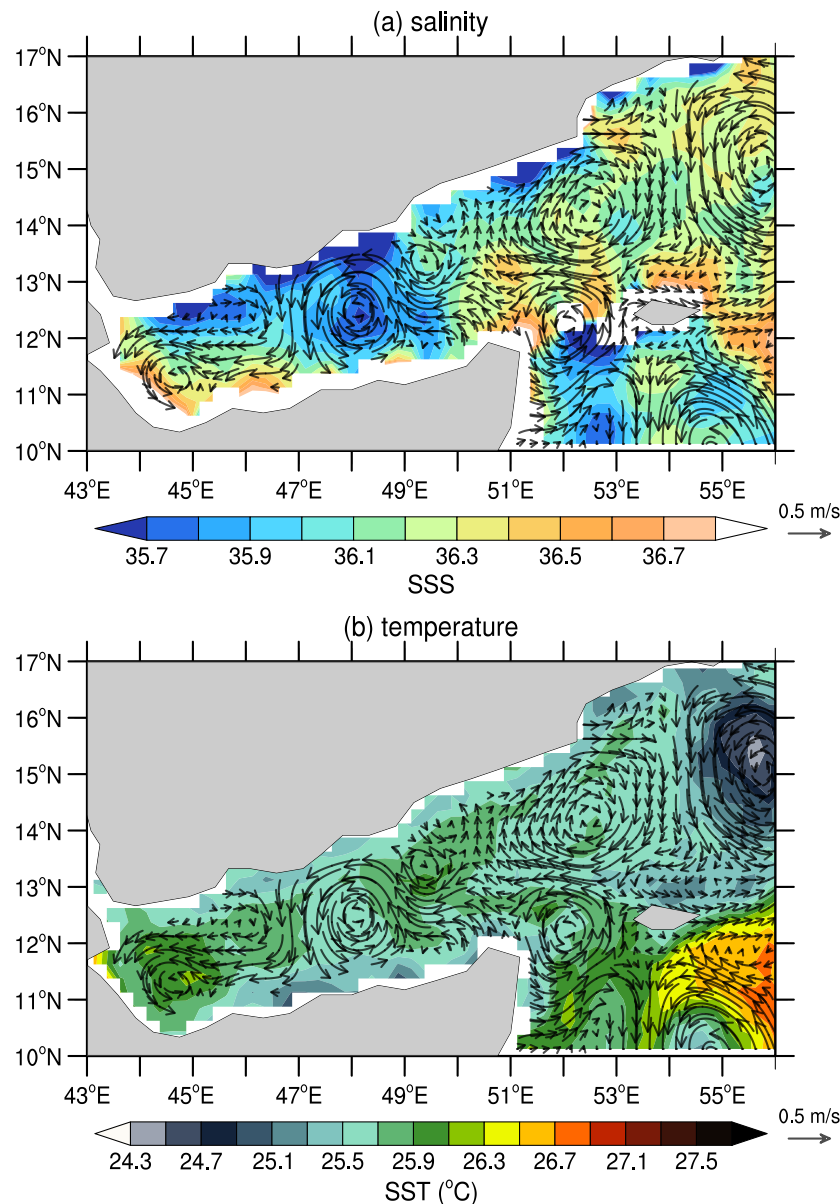 (a) salinity
17°N
16°N
15°N
14°N
13°N
12°N
11°N
10°N
43°E 45°E 47°E 49°E 51°E 53°E 55°E
0.5 m/s
35.7 35.9 36.1 36.3 36.5 36.7
SSS
(b) temperature
17°N
16°N
15°N
14°N
13°N
12°N
11°N
10°N
43°E 45°E 47°E 49°E 51°E 53°E 55°E
0.5 m/s
24.3 24.7 25.1 25.5 25.9 26.3 26.7 27.1 27.5
SST (°C)